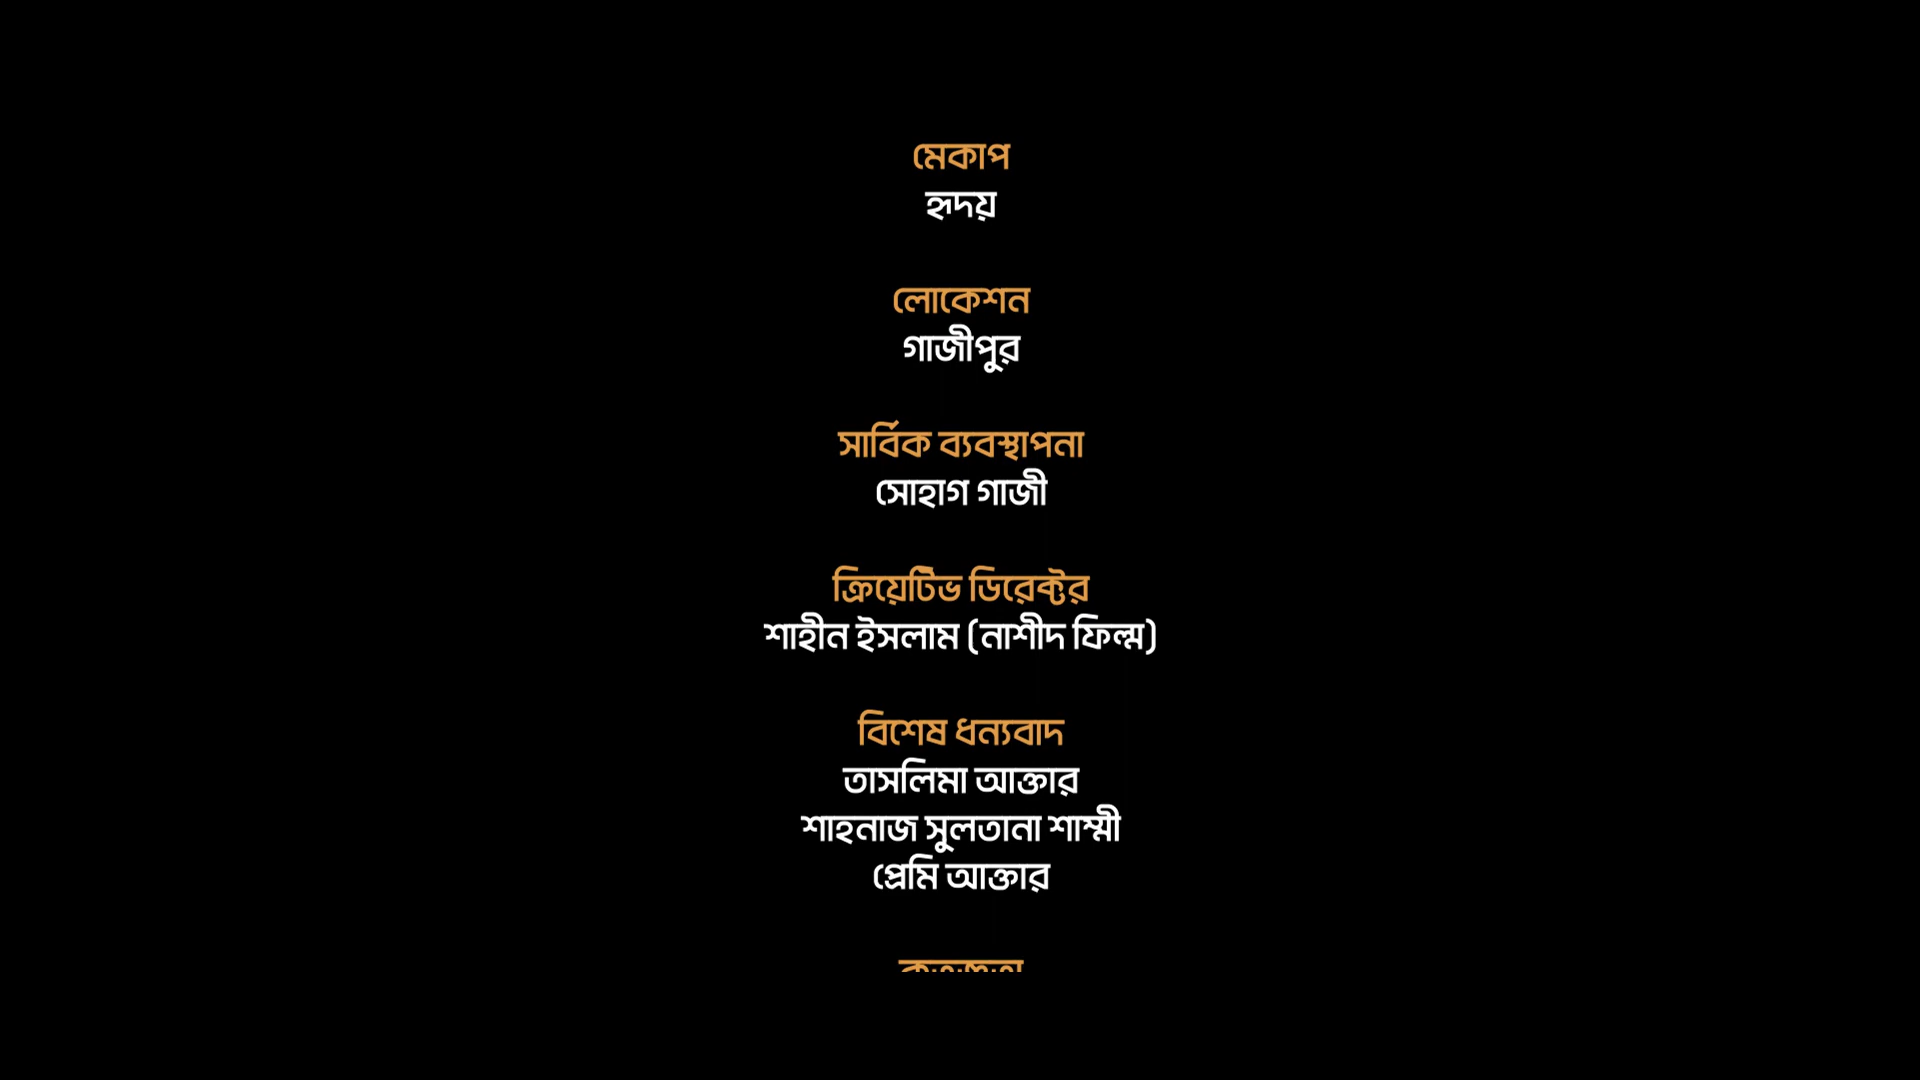 মেকাপ
হৃদয়
লোকেশন
গাজীপুর
সার্বিক ব্যবস্থাপনা
সোহাগ গাজী
ক্রিয়েটিভ ডিরেক্টর
শাহীন ইসলাম (নাশীদ ফিল্ম)
বিশেষ ধন্যবাদ
তাসলিমা আক্তার
শাহনাজ সুলতানা শাম্মী
প্রেমি আক্তার